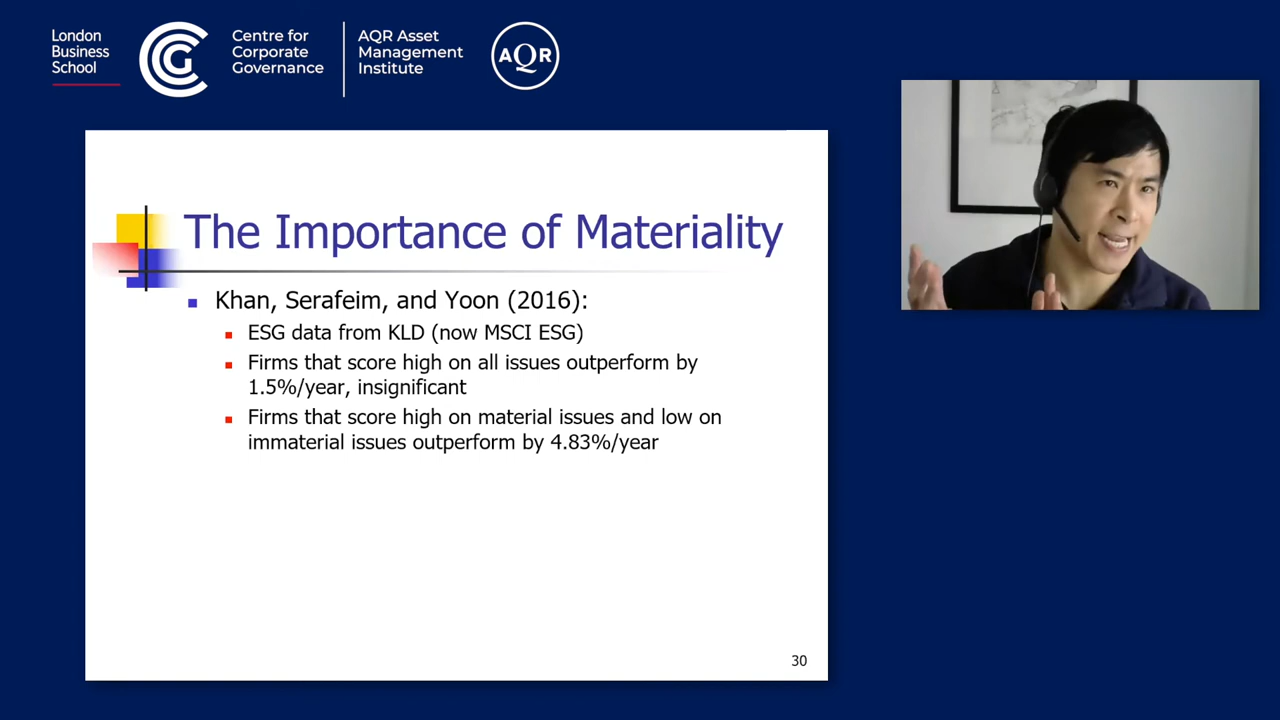 London
Business
School
Centre for
Corporate
Governance
AQR Asset
Management
Institute
AQR
The Importance of Materiality
Khan, Serafeim, and Yoon (2016):
ESG data from KLD (now MSCI ESG)
Firms that score high on all issues outperform by
1.5%/year, insignificant
Firms that score high on material issues and low on
immaterial issues outperform by 4.83%/year
30